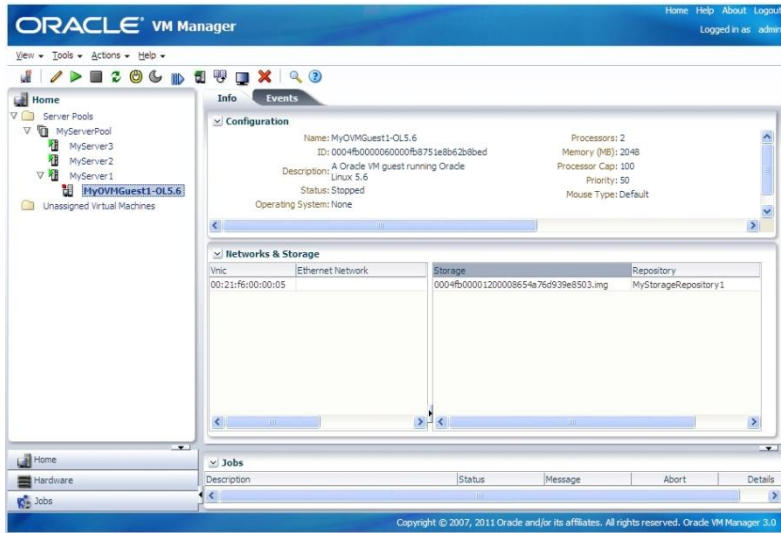 Home Help About Logout
ORACLE VM Manager
Logged in as admin
View Tools Actions Help
Home
Server Pools
MyServerPool
MyServer3
MyServer2
MyServer1
MyOVMGuest1-OL5.6
Unassigned Virtual Machines
Info Events
Configuration
Name: MyOVMGuest1-OL5.6
ID: 0004fb0000060000fb8751e8b62b8bed
Description: A Oracle VM guest running Oracle Linux 5.6
Status: Stopped
Operating System: None
Processors: 2
Memory (MB): 2048
Processor Cap: 100
Priority: 50
Mouse Type: Default
Networks & Storage
Vnic Ethernet Network
00:21:f6:00:00:05
Storage Repository
0004fb00001200008654a76d939e8503.img MyStorageRepository1
Home
Hardware
Jobs
Jobs
Description Status Message Abort Details
Copyright © 2007, 2011 Oracle and/or its affiliates. All rights reserved. Oracle VM Manager 3.0